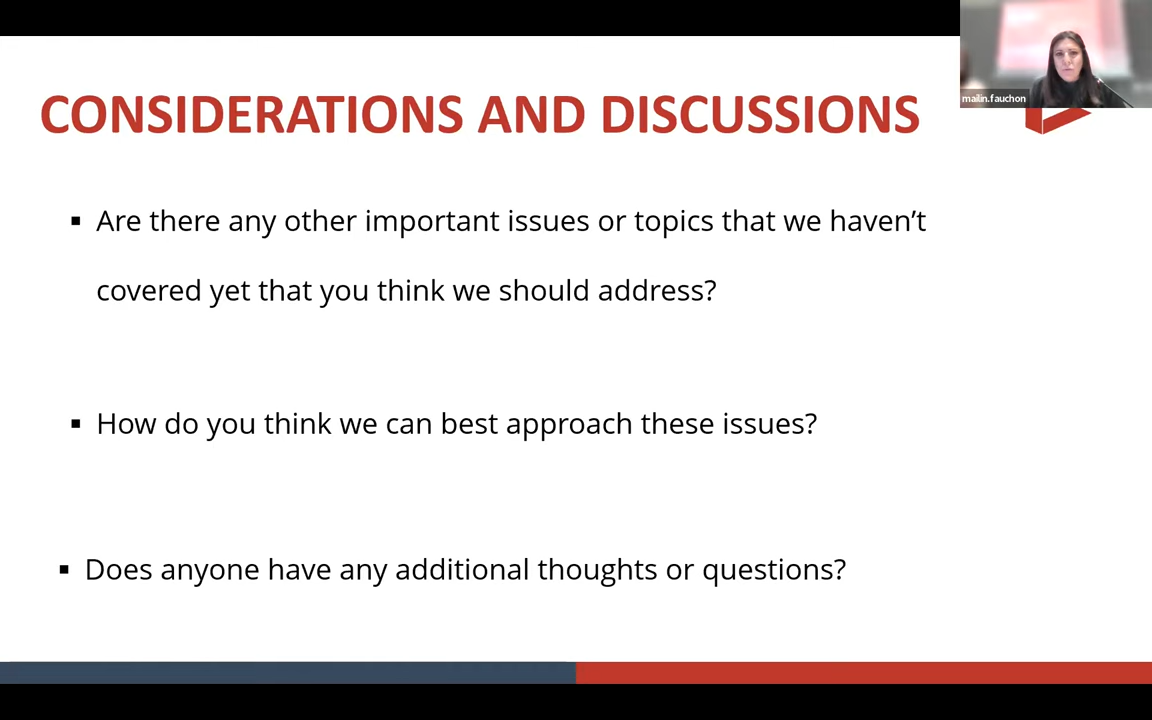 CONSIDERATIONS AND DISCUSSIONS
mailin.fauchon
▪ Are there any other important issues or topics that we haven’t
covered yet that you think we should address?
▪ How do you think we can best approach these issues?
▪ Does anyone have any additional thoughts or questions?